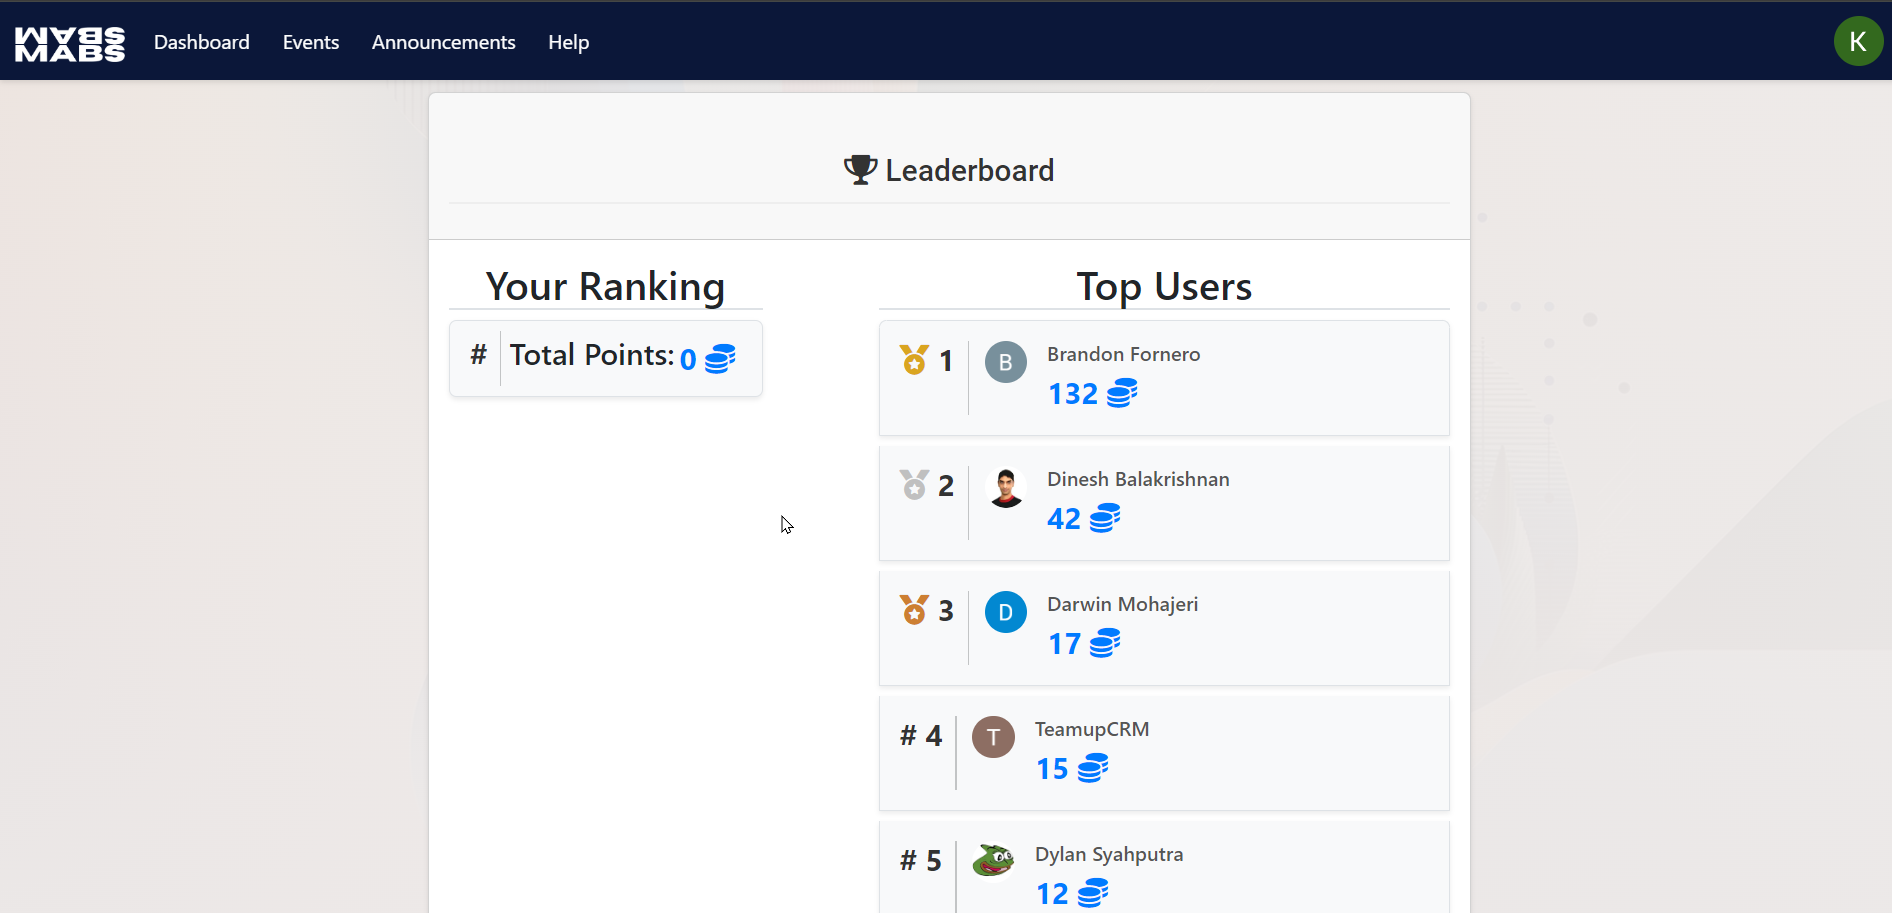 MABS
MABS
Dashboard Events Announcements Help
K
Leaderboard
Your Ranking
# Total Points: 0
Top Users
1 B Brandon Fornero
132
2 Dinesh Balakrishnan
42
3 D Darwin Mohajeri
17
# 4 T TeamupCRM
15
# 5 Dylan Syahputra
12